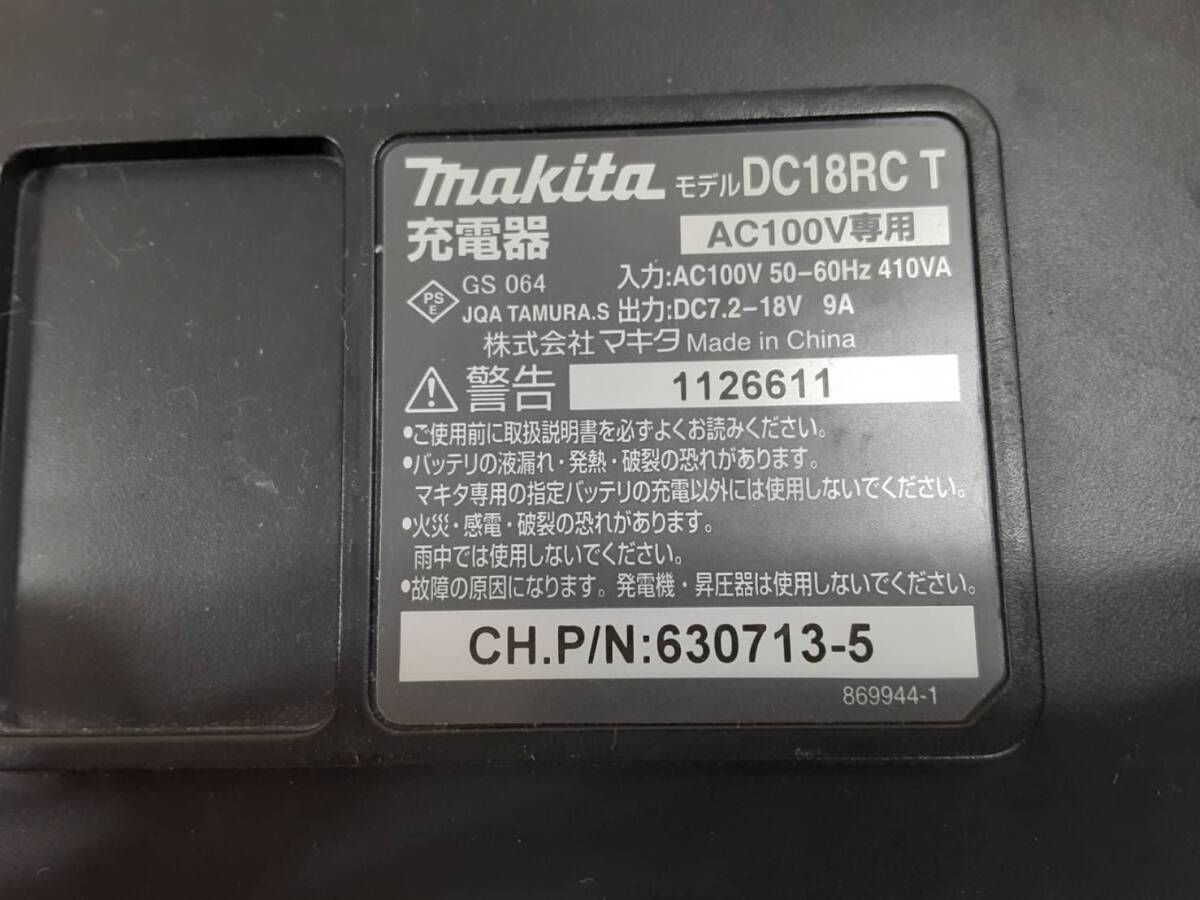 makita モデル DC18RC T
充電器 AC100V専用
PS E GS 064 入力:AC100V 50-60Hz 410VA
JQA TAMURA.S 出力:DC7.2-18V 9A
株式会社 マキタ Made in China
警告 1126611
•ご使用前に取扱説明書を必ずよくお読みください。
•バッテリの液漏れ・発熱・破裂の恐れがあります。
マキタ専用の指定バッテリの充電以外には使用しないでください。
•火災・感電・破裂の恐れがあります。
雨中では使用しないでください。
•故障の原因になります。発電機・昇圧器は使用しないでください。
CH.P/N:630713-5
869944-1